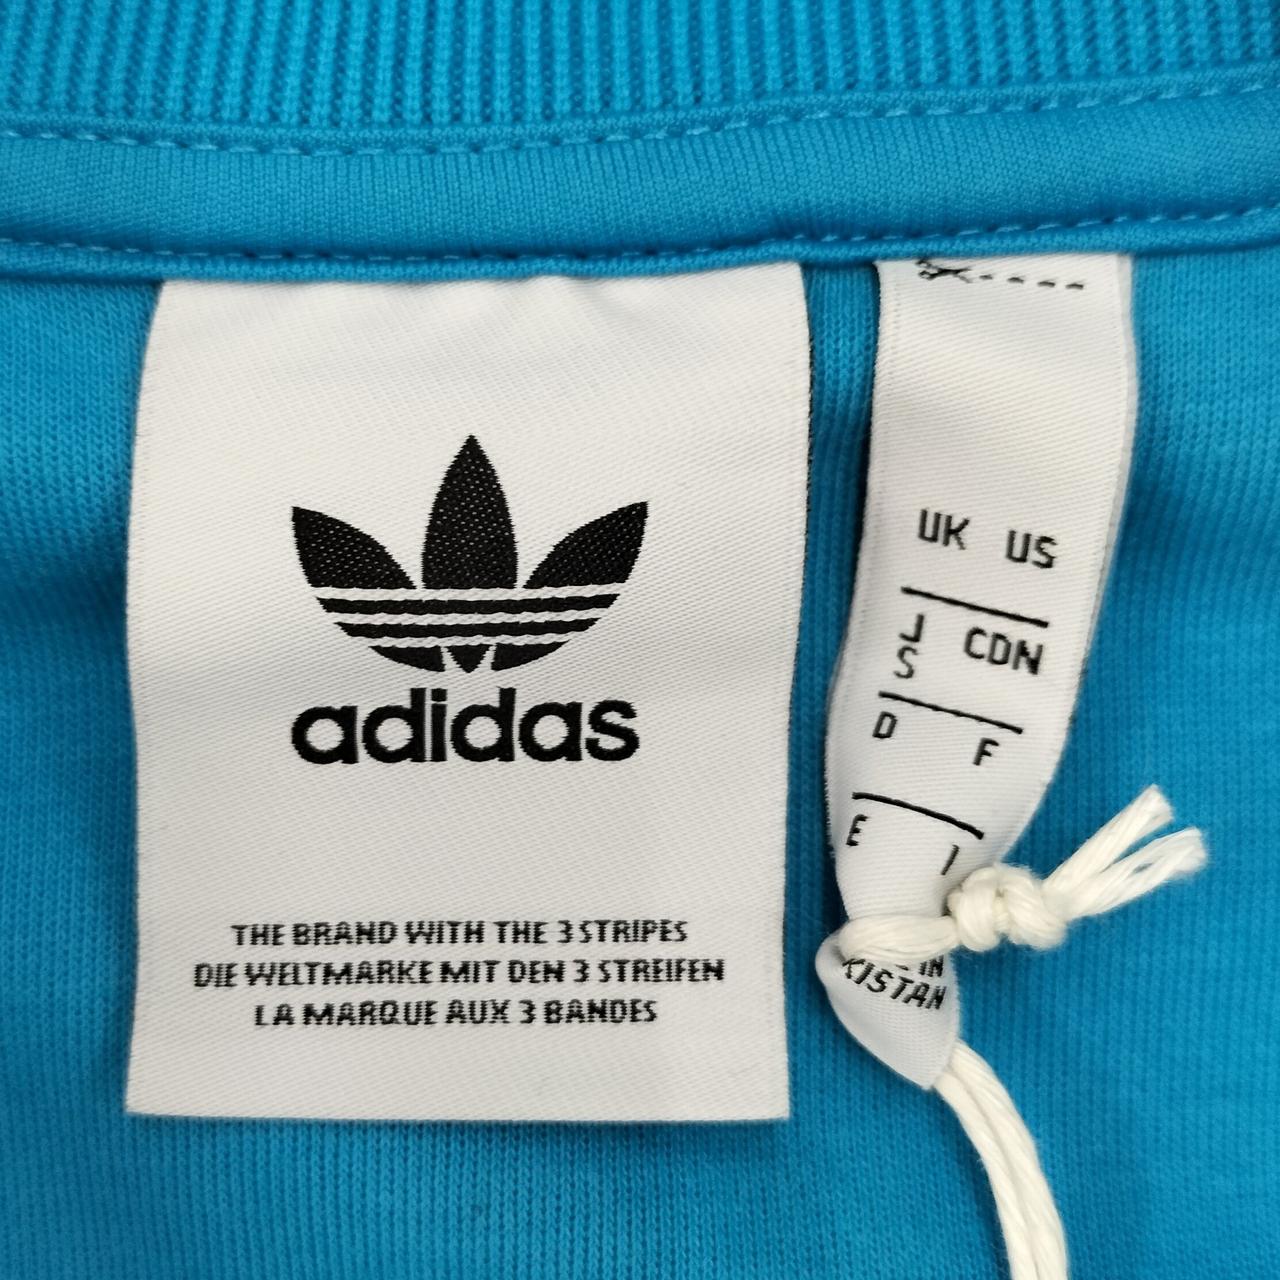 adidas
THE BRAND WITH THE 3 STRIPES
DIE WELTMARKE MIT DEN 3 STREIFEN
LA MARQUE AUX 3 BANDES
UK US
J CDN
S
D F
E I
IN
KISTAN